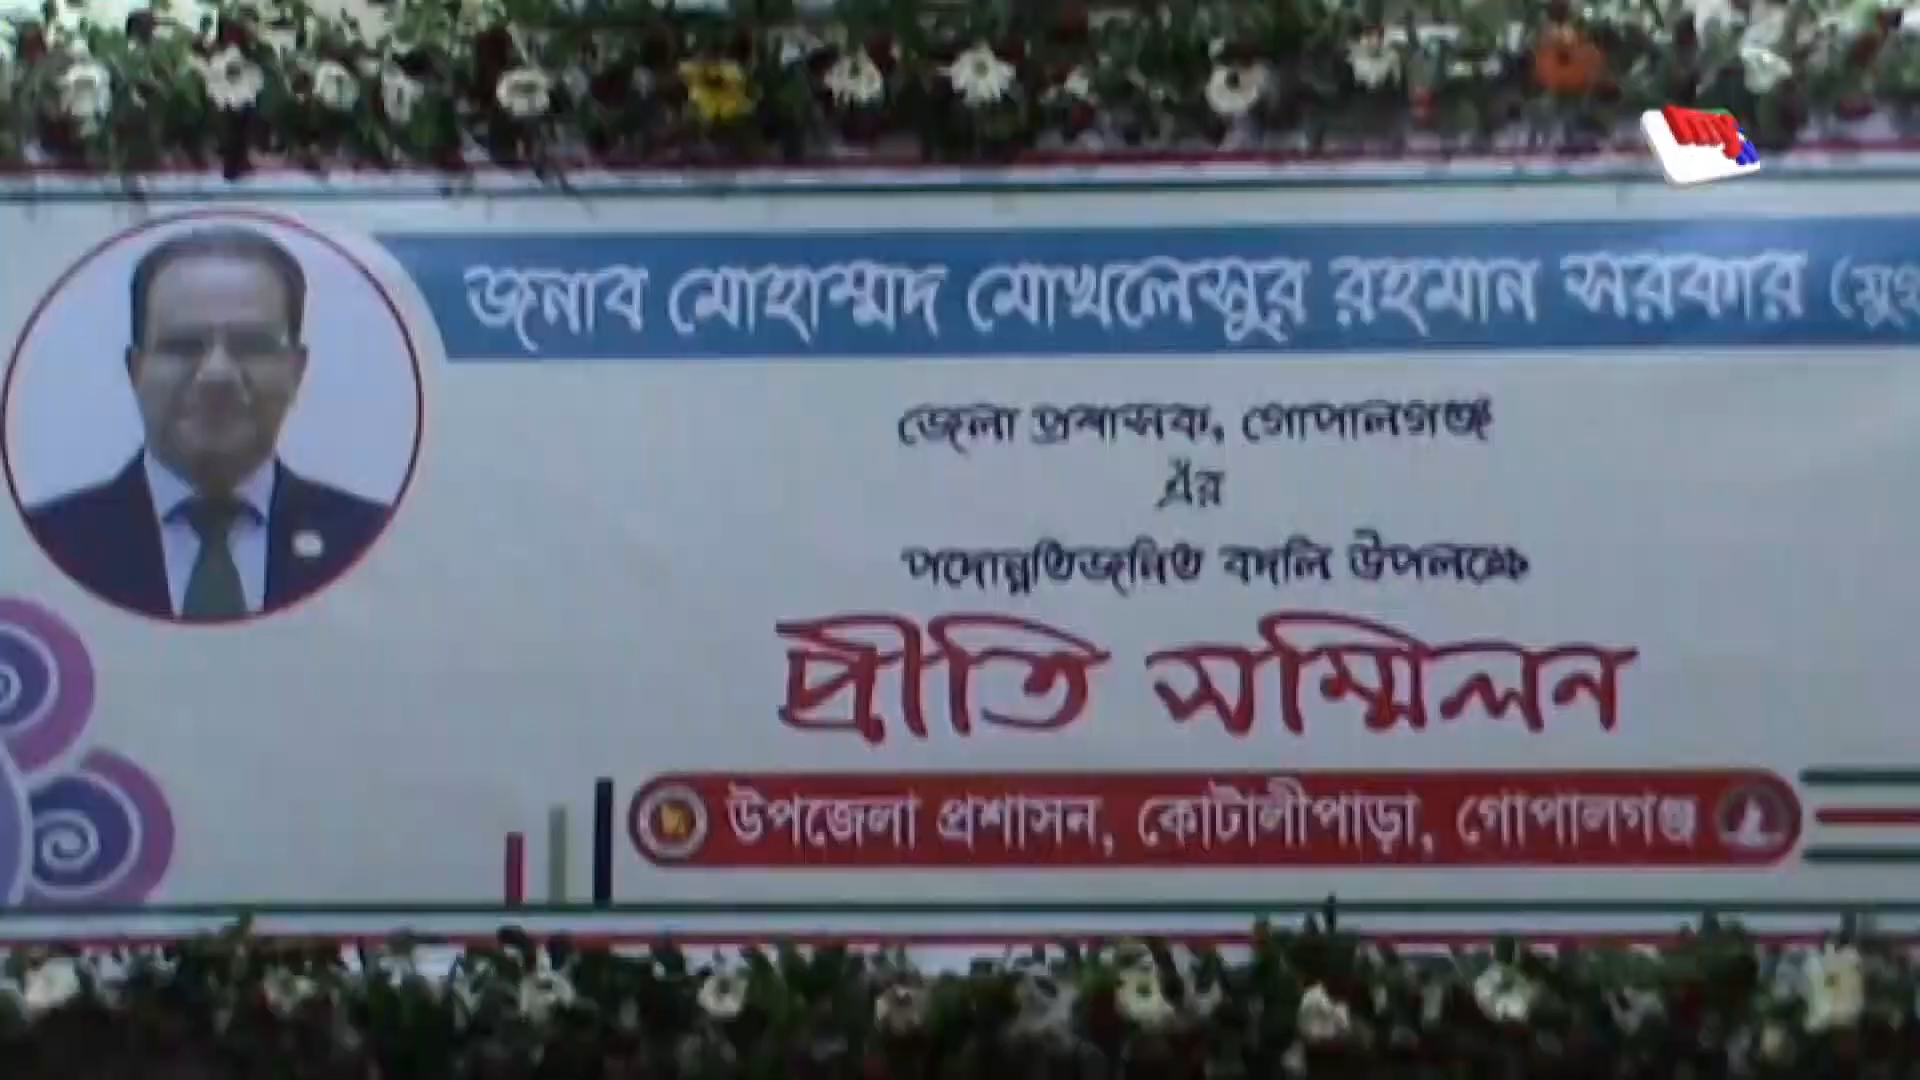 my
জনাব মোহাম্মদ মোখলেসুর রহমান সরকার
জেলা প্রশাসক, গোপালগঞ্জ
এঁর
পদোন্নতিজনিত বদলি উপলক্ষে
প্রীতি সম্মিলন
উপজেলা প্রশাসন, কোটালীপাড়া, গোপালগঞ্জ